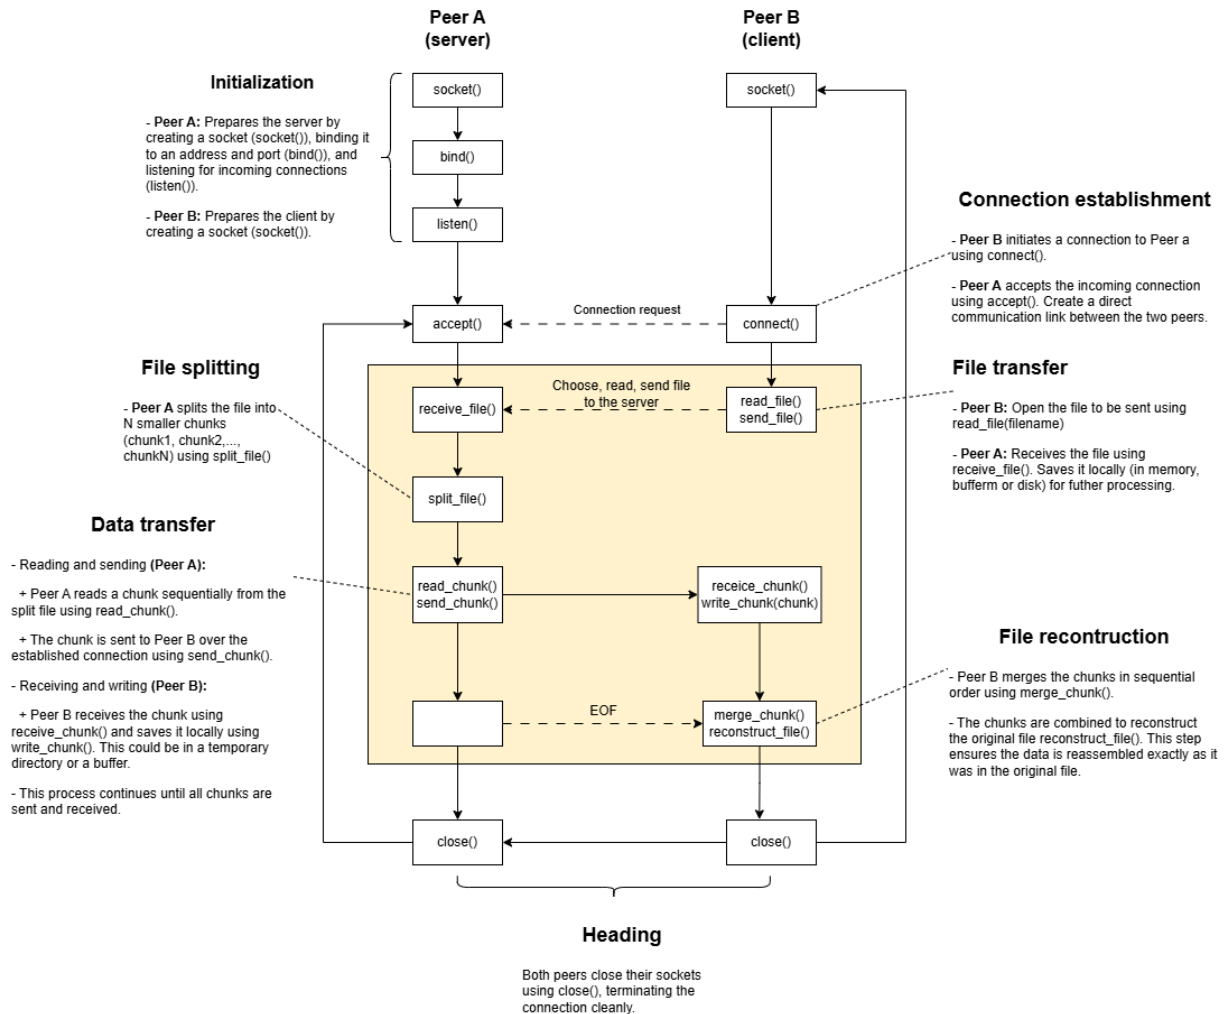 Peer A
(server)
Peer B
(client)
Initialization
- Peer A: Prepares the server by
creating a socket (socket()), binding it
to an address and port (bind()), and
listening for incoming connections
(listen()).
- Peer B: Prepares the client by
creating a socket (socket()).
socket()
bind()
listen()
socket()
Connection establishment
- Peer B initiates a connection to Peer a
using connect().
- Peer A accepts the incoming connection
using accept(). Create a direct
communication link between the two peers.
accept()
Connection request
connect()
File splitting
- Peer A splits the file into
N smaller chunks
(chunk1, chunk2,...,
chunkN) using split_file()
receive_file()
Choose, read, send file
to the server
read_file()
send_file()
File transfer
- Peer B: Open the file to be sent using
read_file(filename)
- Peer A: Receives the file using
receive_file(). Saves it locally (in memory,
bufferm or disk) for futher processing.
split_file()
Data transfer
- Reading and sending (Peer A):
+ Peer A reads a chunk sequentially from the
split file using read_chunk().
+ The chunk is sent to Peer B over the
established connection using send_chunk().
- Receiving and writing (Peer B):
+ Peer B receives the chunk using
receive_chunk() and saves it locally using
write_chunk(). This could be in a temporary
directory or a buffer.
- This process continues until all chunks are
sent and received.
read_chunk()
send_chunk()
receice_chunk()
write_chunk(chunk)
EOF
merge_chunk()
reconstruct_file()
File recontruction
- Peer B merges the chunks in sequential
order using merge_chunk().
- The chunks are combined to reconstruct
the original file reconstruct_file(). This step
ensures the data is reassembled exactly as it
was in the original file.
close()
close()
Heading
Both peers close their sockets
using close(), terminating the
connection cleanly.